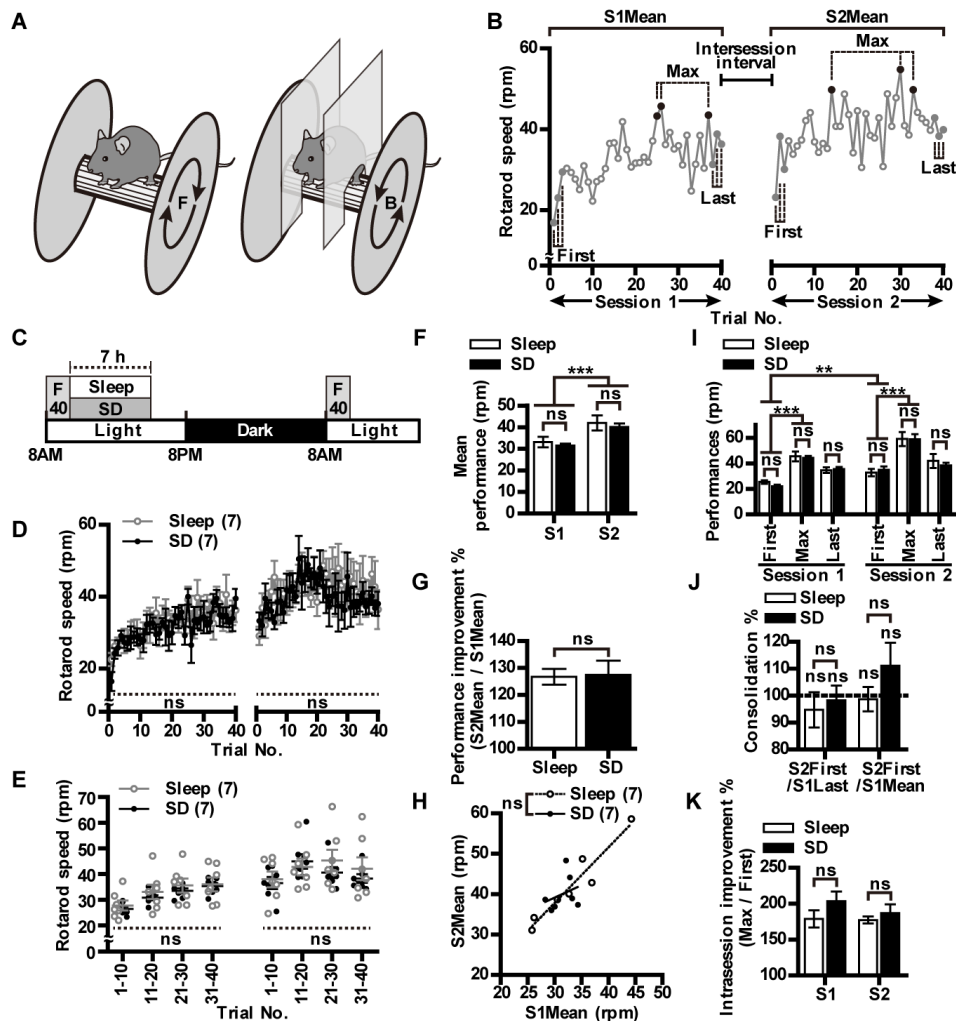 A
F
B
B
S1Mean
S2Mean
Max
Intersession
interval
Max
Rotarod speed (rpm)
60
40
20
0
First
Last
First
Last
0 10 20 30 40
0 10 20 30 40
Session 1
Session 2
Trial No.
C
7 h
F
40
Sleep
SD
F
40
Light
Dark
Light
8AM
8PM
8AM
D
Sleep (7)
SD (7)
Rotarod speed (rpm)
60
40
20
0
ns
ns
0 10 20 30 40
0 10 20 30 40
Trial No.
E
Sleep (7)
SD (7)
Rotarod speed (rpm)
70
60
50
40
30
20
0
ns
ns
1-10
11-20
21-30
31-40
1-10
11-20
21-30
31-40
Trial No.
F
Sleep
SD
***
ns
ns
Mean
performance (rpm)
50
40
30
20
10
0
S1
S2
G
Performance improvement %
(S2Mean / S1Mean)
140
130
120
110
100
ns
Sleep
SD
H
ns
Sleep (7)
SD (7)
S2Mean (rpm)
60
50
40
30
20
20 30 40 50
S1Mean (rpm)
I
Sleep
SD
**
***
***
ns
ns
ns
ns
ns
ns
Performances (rpm)
60
40
20
0
First
Max
Last
First
Max
Last
Session 1
Session 2
J
Sleep
SD
ns
ns
ns
ns
ns
ns
Consolidation %
130
120
110
100
90
80
70
S2First
/S1Last
S2First
/S1Mean
K
Sleep
SD
ns
ns
Intrasession improvement %
(Max / First)
250
200
150
100
S1
S2